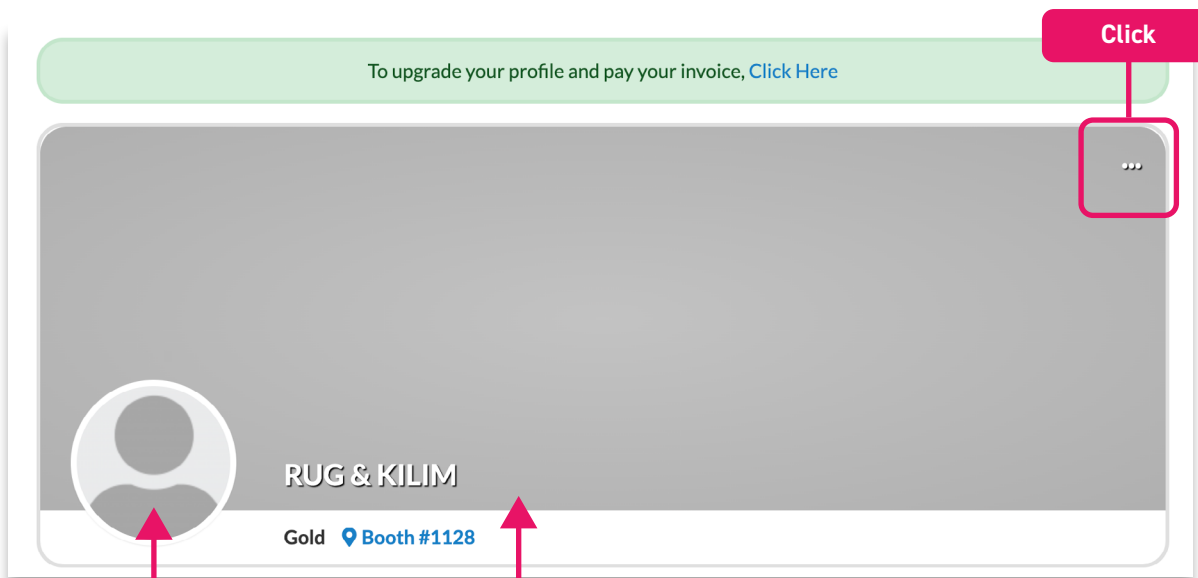 Click
To upgrade your profile and pay your invoice, Click Here
...
RUG & KILIM
Gold Booth #1128